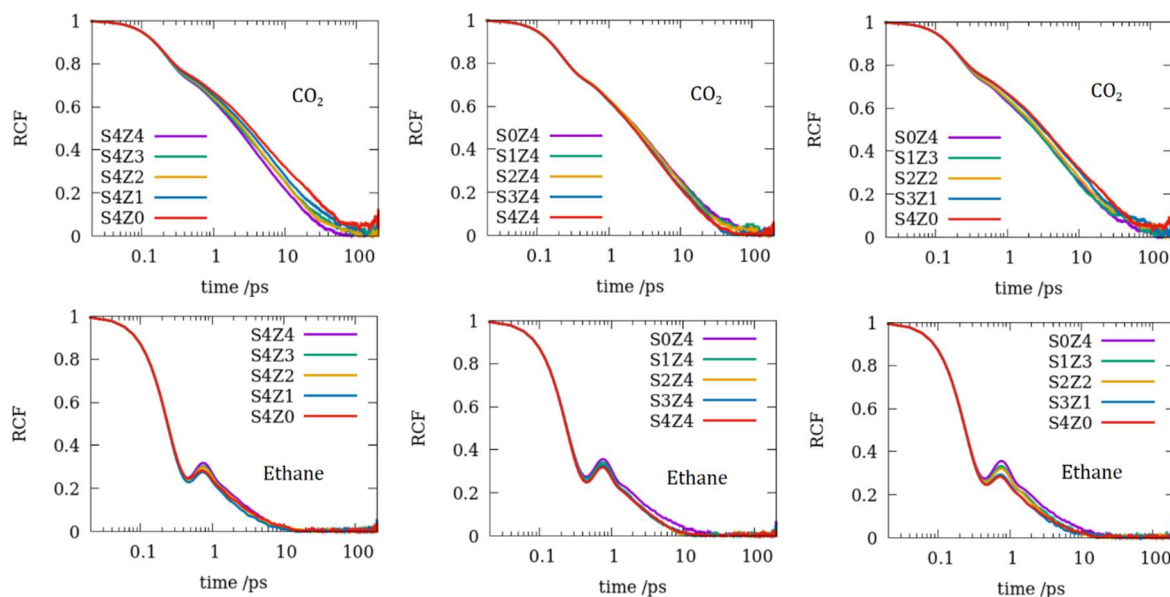 1
0.8
0.6
0.4
0.2
0
RCF
CO₂
S4Z4
S4Z3
S4Z2
S4Z1
S4Z0
0.1 1 10 100
time /ps
1
0.8
0.6
0.4
0.2
0
RCF
CO₂
S0Z4
S1Z4
S2Z4
S3Z4
S4Z4
0.1 1 10 100
time /ps
1
0.8
0.6
0.4
0.2
0
RCF
CO₂
S0Z4
S1Z3
S2Z2
S3Z1
S4Z0
0.1 1 10 100
time /ps
1
0.8
0.6
0.4
0.2
0
RCF
S4Z4
S4Z3
S4Z2
S4Z1
S4Z0
Ethane
0.1 1 10 100
time /ps
1
0.8
0.6
0.4
0.2
0
RCF
S0Z4
S1Z4
S2Z4
S3Z4
S4Z4
Ethane
0.1 1 10 100
time /ps
1
0.8
0.6
0.4
0.2
0
RCF
S0Z4
S1Z3
S2Z2
S3Z1
S4Z0
Ethane
0.1 1 10 100
time /ps